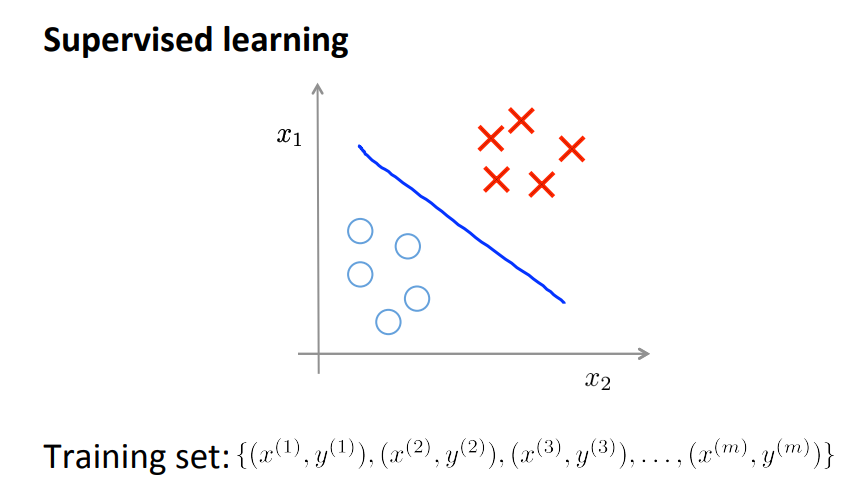 Supervised learning
x₁
x₂
Training set: {(x⁽¹⁾, y⁽¹⁾), (x⁽²⁾, y⁽²⁾), (x⁽³⁾, y⁽³⁾), . . . , (x⁽ᵐ⁾, y⁽ᵐ⁾)}